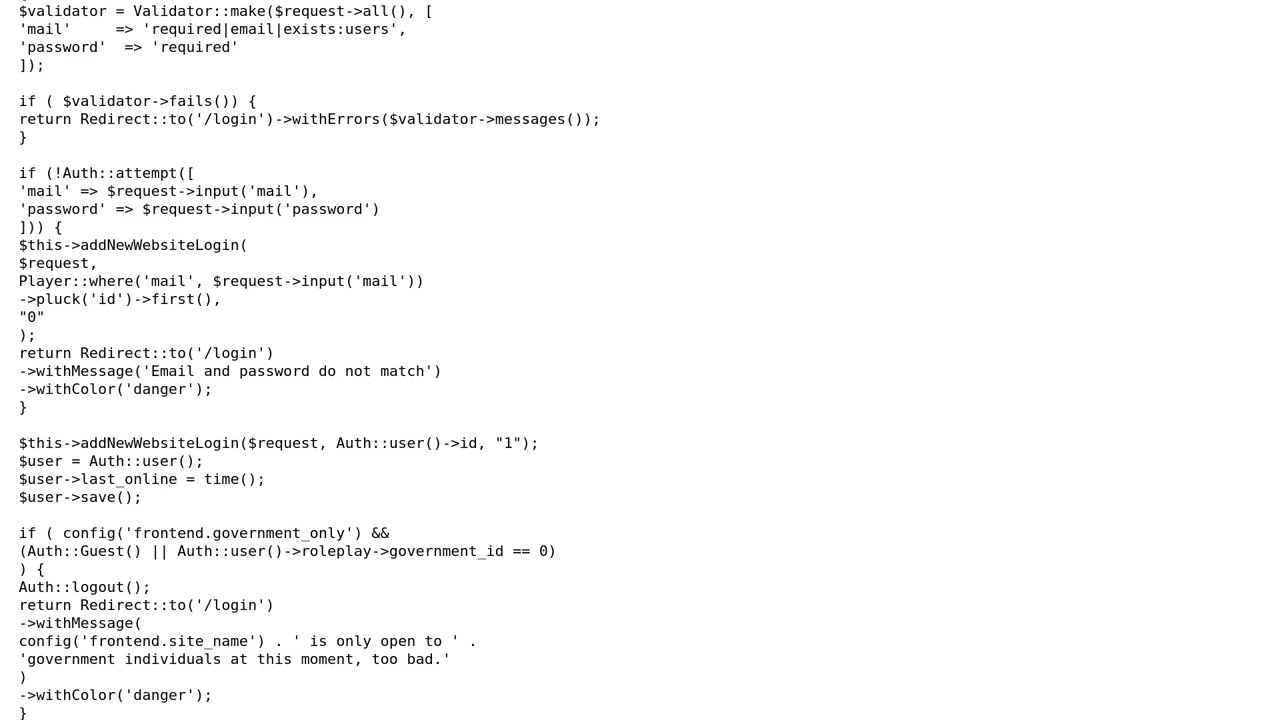 $validator = Validator::make($request->all(), [
'mail'     => 'required|email|exists:users',
'password'  => 'required'
]);

if ( $validator->fails()) {
return Redirect::to('/login')->withErrors($validator->messages());
}

if (!Auth::attempt([
'mail' => $request->input('mail'),
'password' => $request->input('password')
])) {
$this->addNewWebsiteLogin(
$request,
Player::where('mail', $request->input('mail'))
->pluck('id')->first(),
"0"
);
return Redirect::to('/login')
->withMessage('Email and password do not match')
->withColor('danger');
}

$this->addNewWebsiteLogin($request, Auth::user()->id, "1");
$user = Auth::user();
$user->last_online = time();
$user->save();

if ( config('frontend.government_only') &&
(Auth::Guest() || Auth::user()->roleplay->government_id == 0)
) {
Auth::logout();
return Redirect::to('/login')
->withMessage(
config('frontend.site_name') . ' is only open to ' .
'government individuals at this moment, too bad.'
)
->withColor('danger');
}